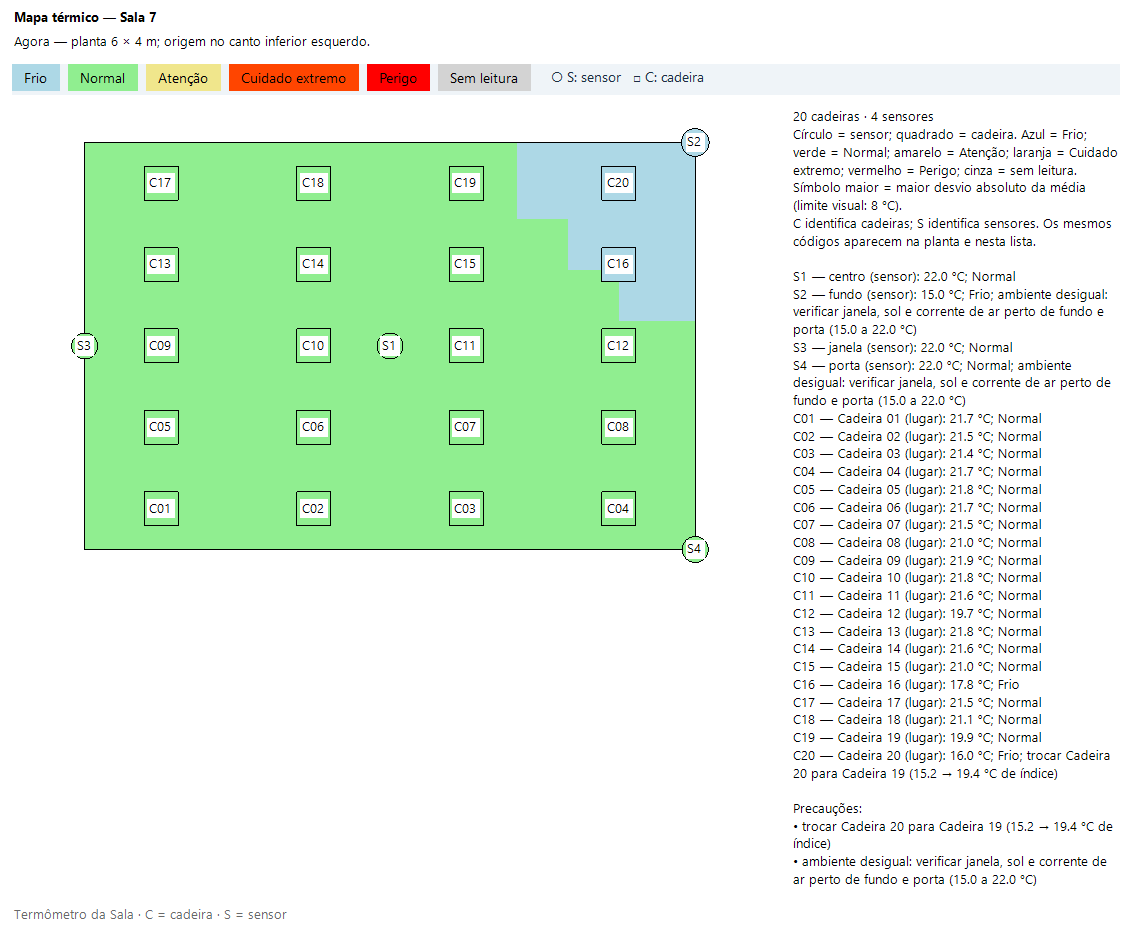 Mapa térmico — Sala 7
Agora — planta 6 × 4 m; origem no canto inferior esquerdo.
Frio Normal Atenção Cuidado extremo Perigo Sem leitura ○ S: sensor □ C: cadeira
S2
C17 C18 C19 C20
C13 C14 C15 C16
S3 C09 C10 S1 C11 C12
C05 C06 C07 C08
C01 C02 C03 C04
S4
20 cadeiras · 4 sensores
Círculo = sensor; quadrado = cadeira. Azul = Frio;
verde = Normal; amarelo = Atenção; laranja = Cuidado
extremo; vermelho = Perigo; cinza = sem leitura.
Símbolo maior = maior desvio absoluto da média
(limite visual: 8 °C).
C identifica cadeiras; S identifica sensores. Os mesmos
códigos aparecem na planta e nesta lista.
S1 — centro (sensor): 22.0 °C; Normal
S2 — fundo (sensor): 15.0 °C; Frio; ambiente desigual:
verificar janela, sol e corrente de ar perto de fundo e
porta (15.0 a 22.0 °C)
S3 — janela (sensor): 22.0 °C; Normal
S4 — porta (sensor): 22.0 °C; Normal; ambiente
desigual: verificar janela, sol e corrente de ar perto de
fundo e porta (15.0 a 22.0 °C)
C01 — Cadeira 01 (lugar): 21.7 °C; Normal
C02 — Cadeira 02 (lugar): 21.5 °C; Normal
C03 — Cadeira 03 (lugar): 21.4 °C; Normal
C04 — Cadeira 04 (lugar): 21.7 °C; Normal
C05 — Cadeira 05 (lugar): 21.8 °C; Normal
C06 — Cadeira 06 (lugar): 21.7 °C; Normal
C07 — Cadeira 07 (lugar): 21.5 °C; Normal
C08 — Cadeira 08 (lugar): 21.0 °C; Normal
C09 — Cadeira 09 (lugar): 21.9 °C; Normal
C10 — Cadeira 10 (lugar): 21.8 °C; Normal
C11 — Cadeira 11 (lugar): 21.6 °C; Normal
C12 — Cadeira 12 (lugar): 19.7 °C; Normal
C13 — Cadeira 13 (lugar): 21.8 °C; Normal
C14 — Cadeira 14 (lugar): 21.6 °C; Normal
C15 — Cadeira 15 (lugar): 21.0 °C; Normal
C16 — Cadeira 16 (lugar): 17.8 °C; Frio
C17 — Cadeira 17 (lugar): 21.5 °C; Normal
C18 — Cadeira 18 (lugar): 21.1 °C; Normal
C19 — Cadeira 19 (lugar): 19.9 °C; Normal
C20 — Cadeira 20 (lugar): 16.0 °C; Frio; trocar Cadeira
20 para Cadeira 19 (15.2 → 19.4 °C de índice)
Precauções:
• trocar Cadeira 20 para Cadeira 19 (15.2 → 19.4 °C de
índice)
• ambiente desigual: verificar janela, sol e corrente de
ar perto de fundo e porta (15.0 a 22.0 °C)
Termômetro da Sala · C = cadeira · S = sensor